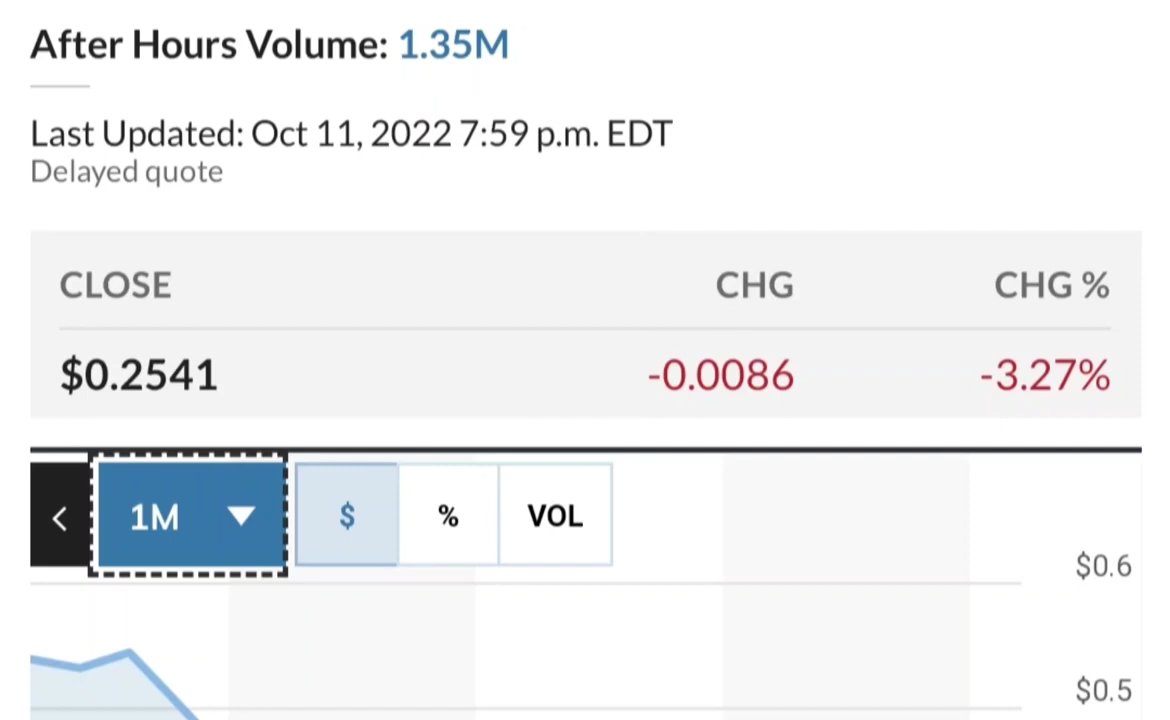 After Hours Volume: 1.35M
Last Updated: Oct 11, 2022 7:59 p.m. EDT
Delayed quote
CLOSE CHG CHG %
$0.2541 -0.0086 -3.27%
1M $ % VOL
$0.6
$0.5